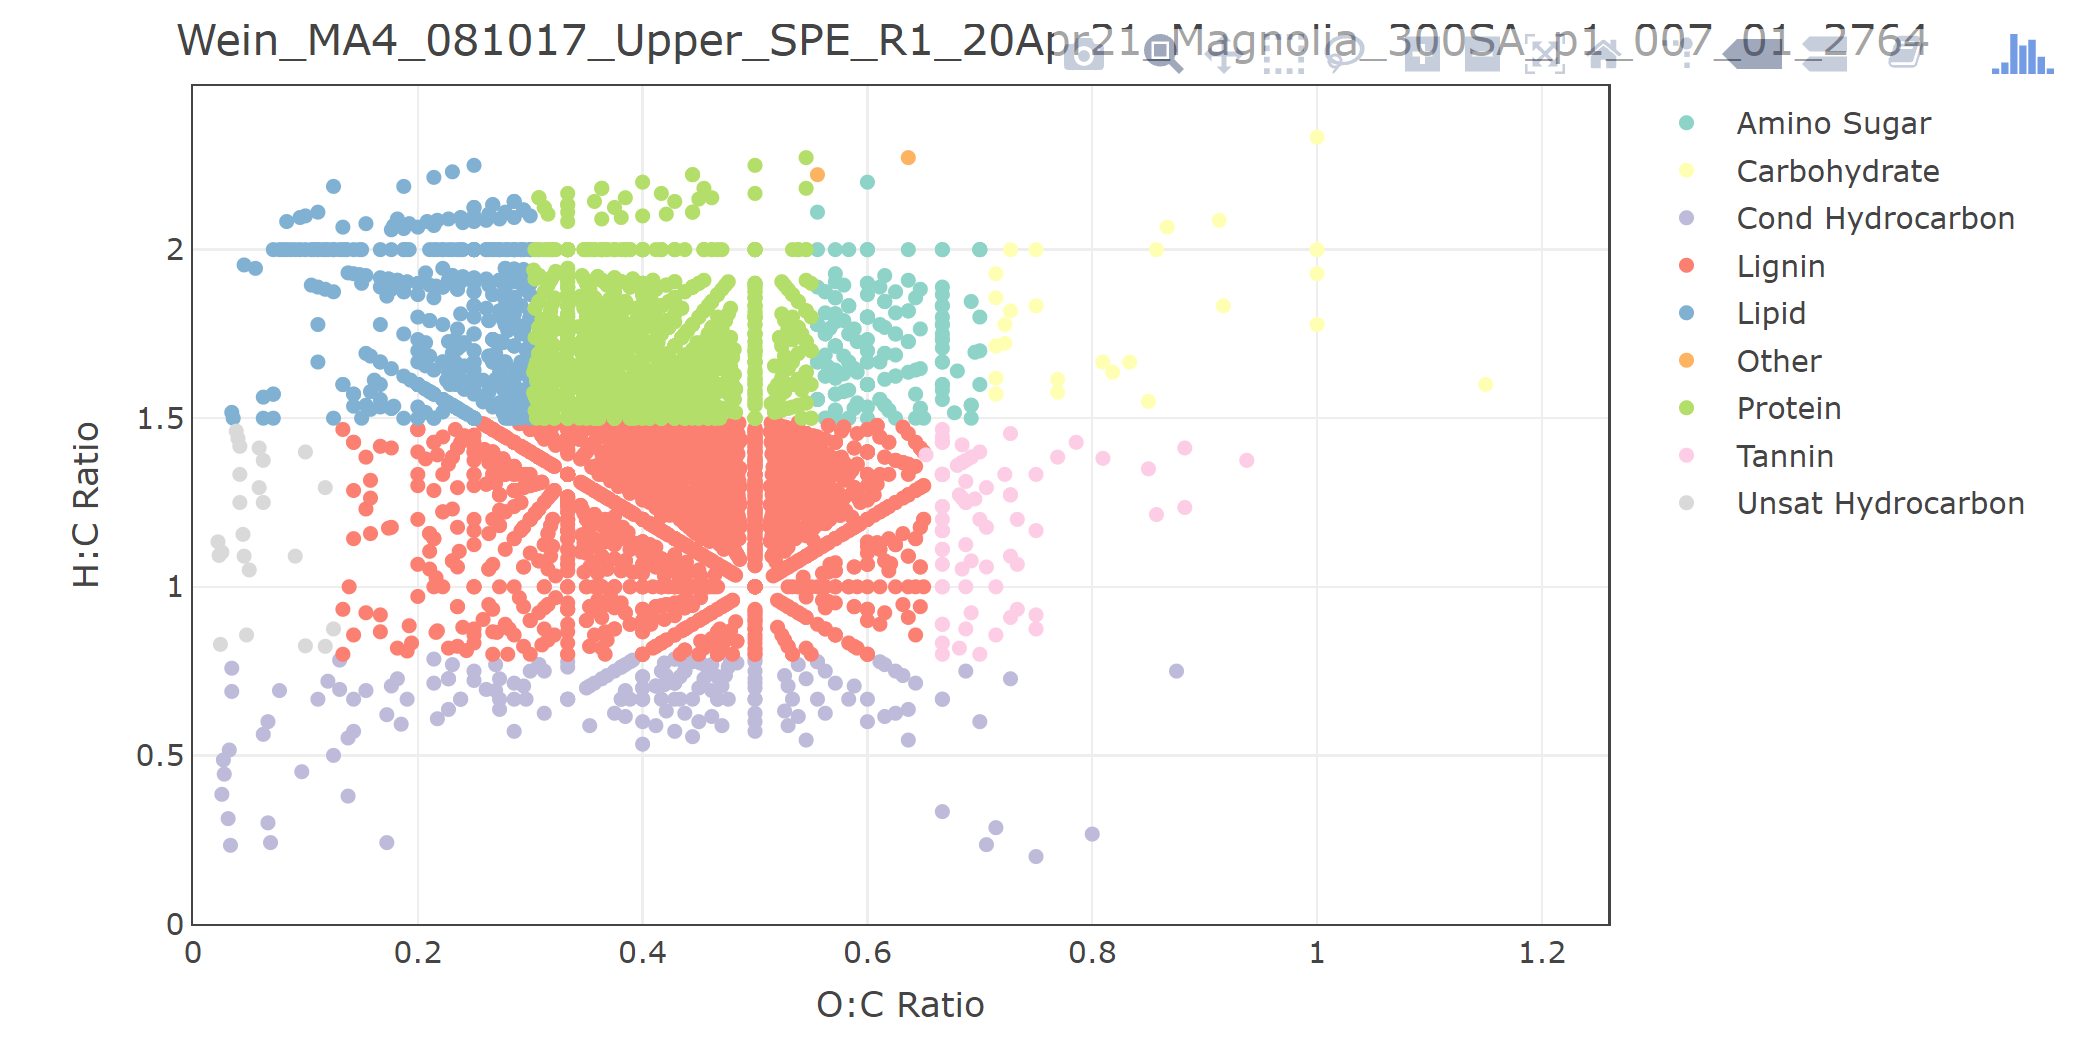 Wein_MA4_081017_Upper_SPE_R1_20Apr21_Magnolia_300SA_p1_007_01_2764
Amino Sugar
Carbohydrate
Cond Hydrocarbon
Lignin
Lipid
Other
Protein
Tannin
Unsat Hydrocarbon
H:C Ratio
2
1.5
1
0.5
0
0 0.2 0.4 0.6 0.8 1 1.2
O:C Ratio